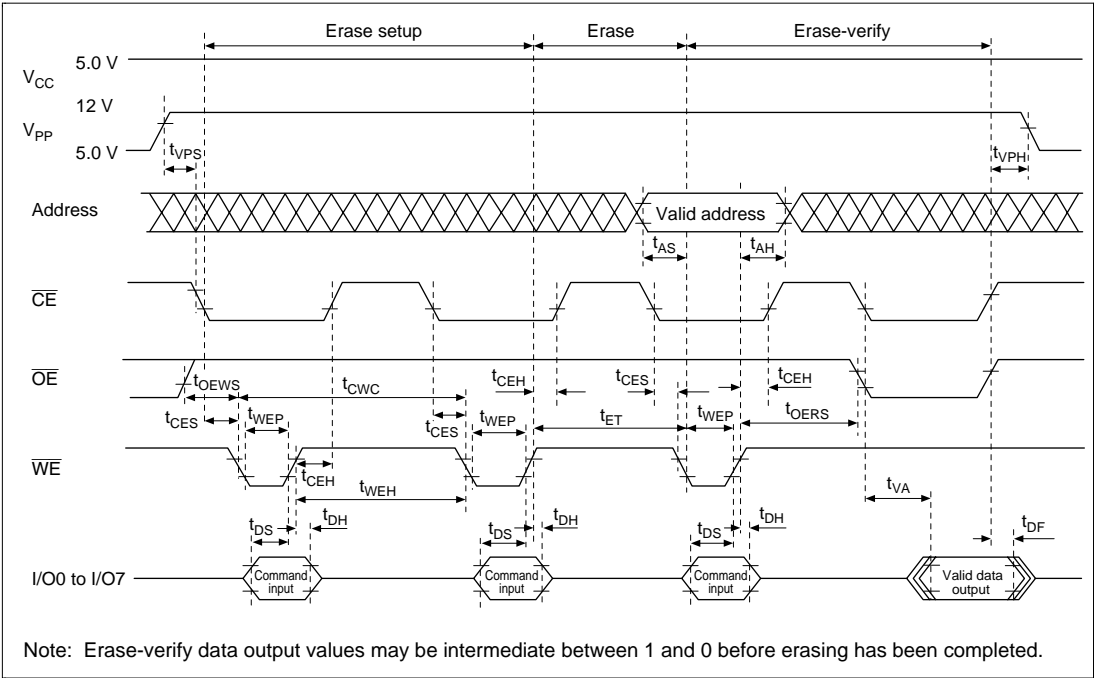 Erase setup Erase Erase-verify
5.0 V
VCC
12 V
VPP
5.0 V
tVPS tVPH
Address Valid address
tAS tAH
CE
OE
tOEWS tCWC tCEH tCES tCEH
tCES tWEP tCES tWEP tET tWEP tOERS
WE
tCEH tWEH tVA
tDS tDH tDS tDH tDS tDH tDF
I/O0 to I/O7 Command input Command input Command input Valid data output
Note: Erase-verify data output values may be intermediate between 1 and 0 before erasing has been completed.